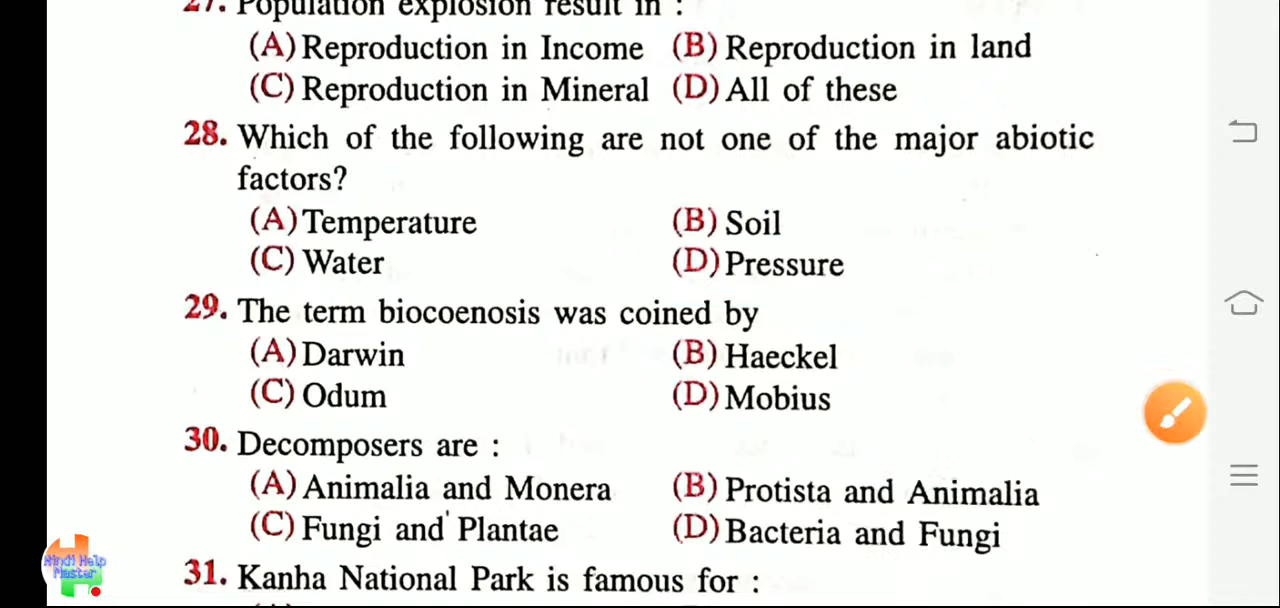 27. Population explosion result in :
(A) Reproduction in Income (B) Reproduction in land
(C) Reproduction in Mineral (D) All of these
28. Which of the following are not one of the major abiotic
factors?
(A) Temperature (B) Soil
(C) Water (D) Pressure
29. The term biocoenosis was coined by
(A) Darwin (B) Haeckel
(C) Odum (D) Mobius
30. Decomposers are :
(A) Animalia and Monera (B) Protista and Animalia
(C) Fungi and Plantae (D) Bacteria and Fungi
Hindi Help
Master
31. Kanha National Park is famous for :